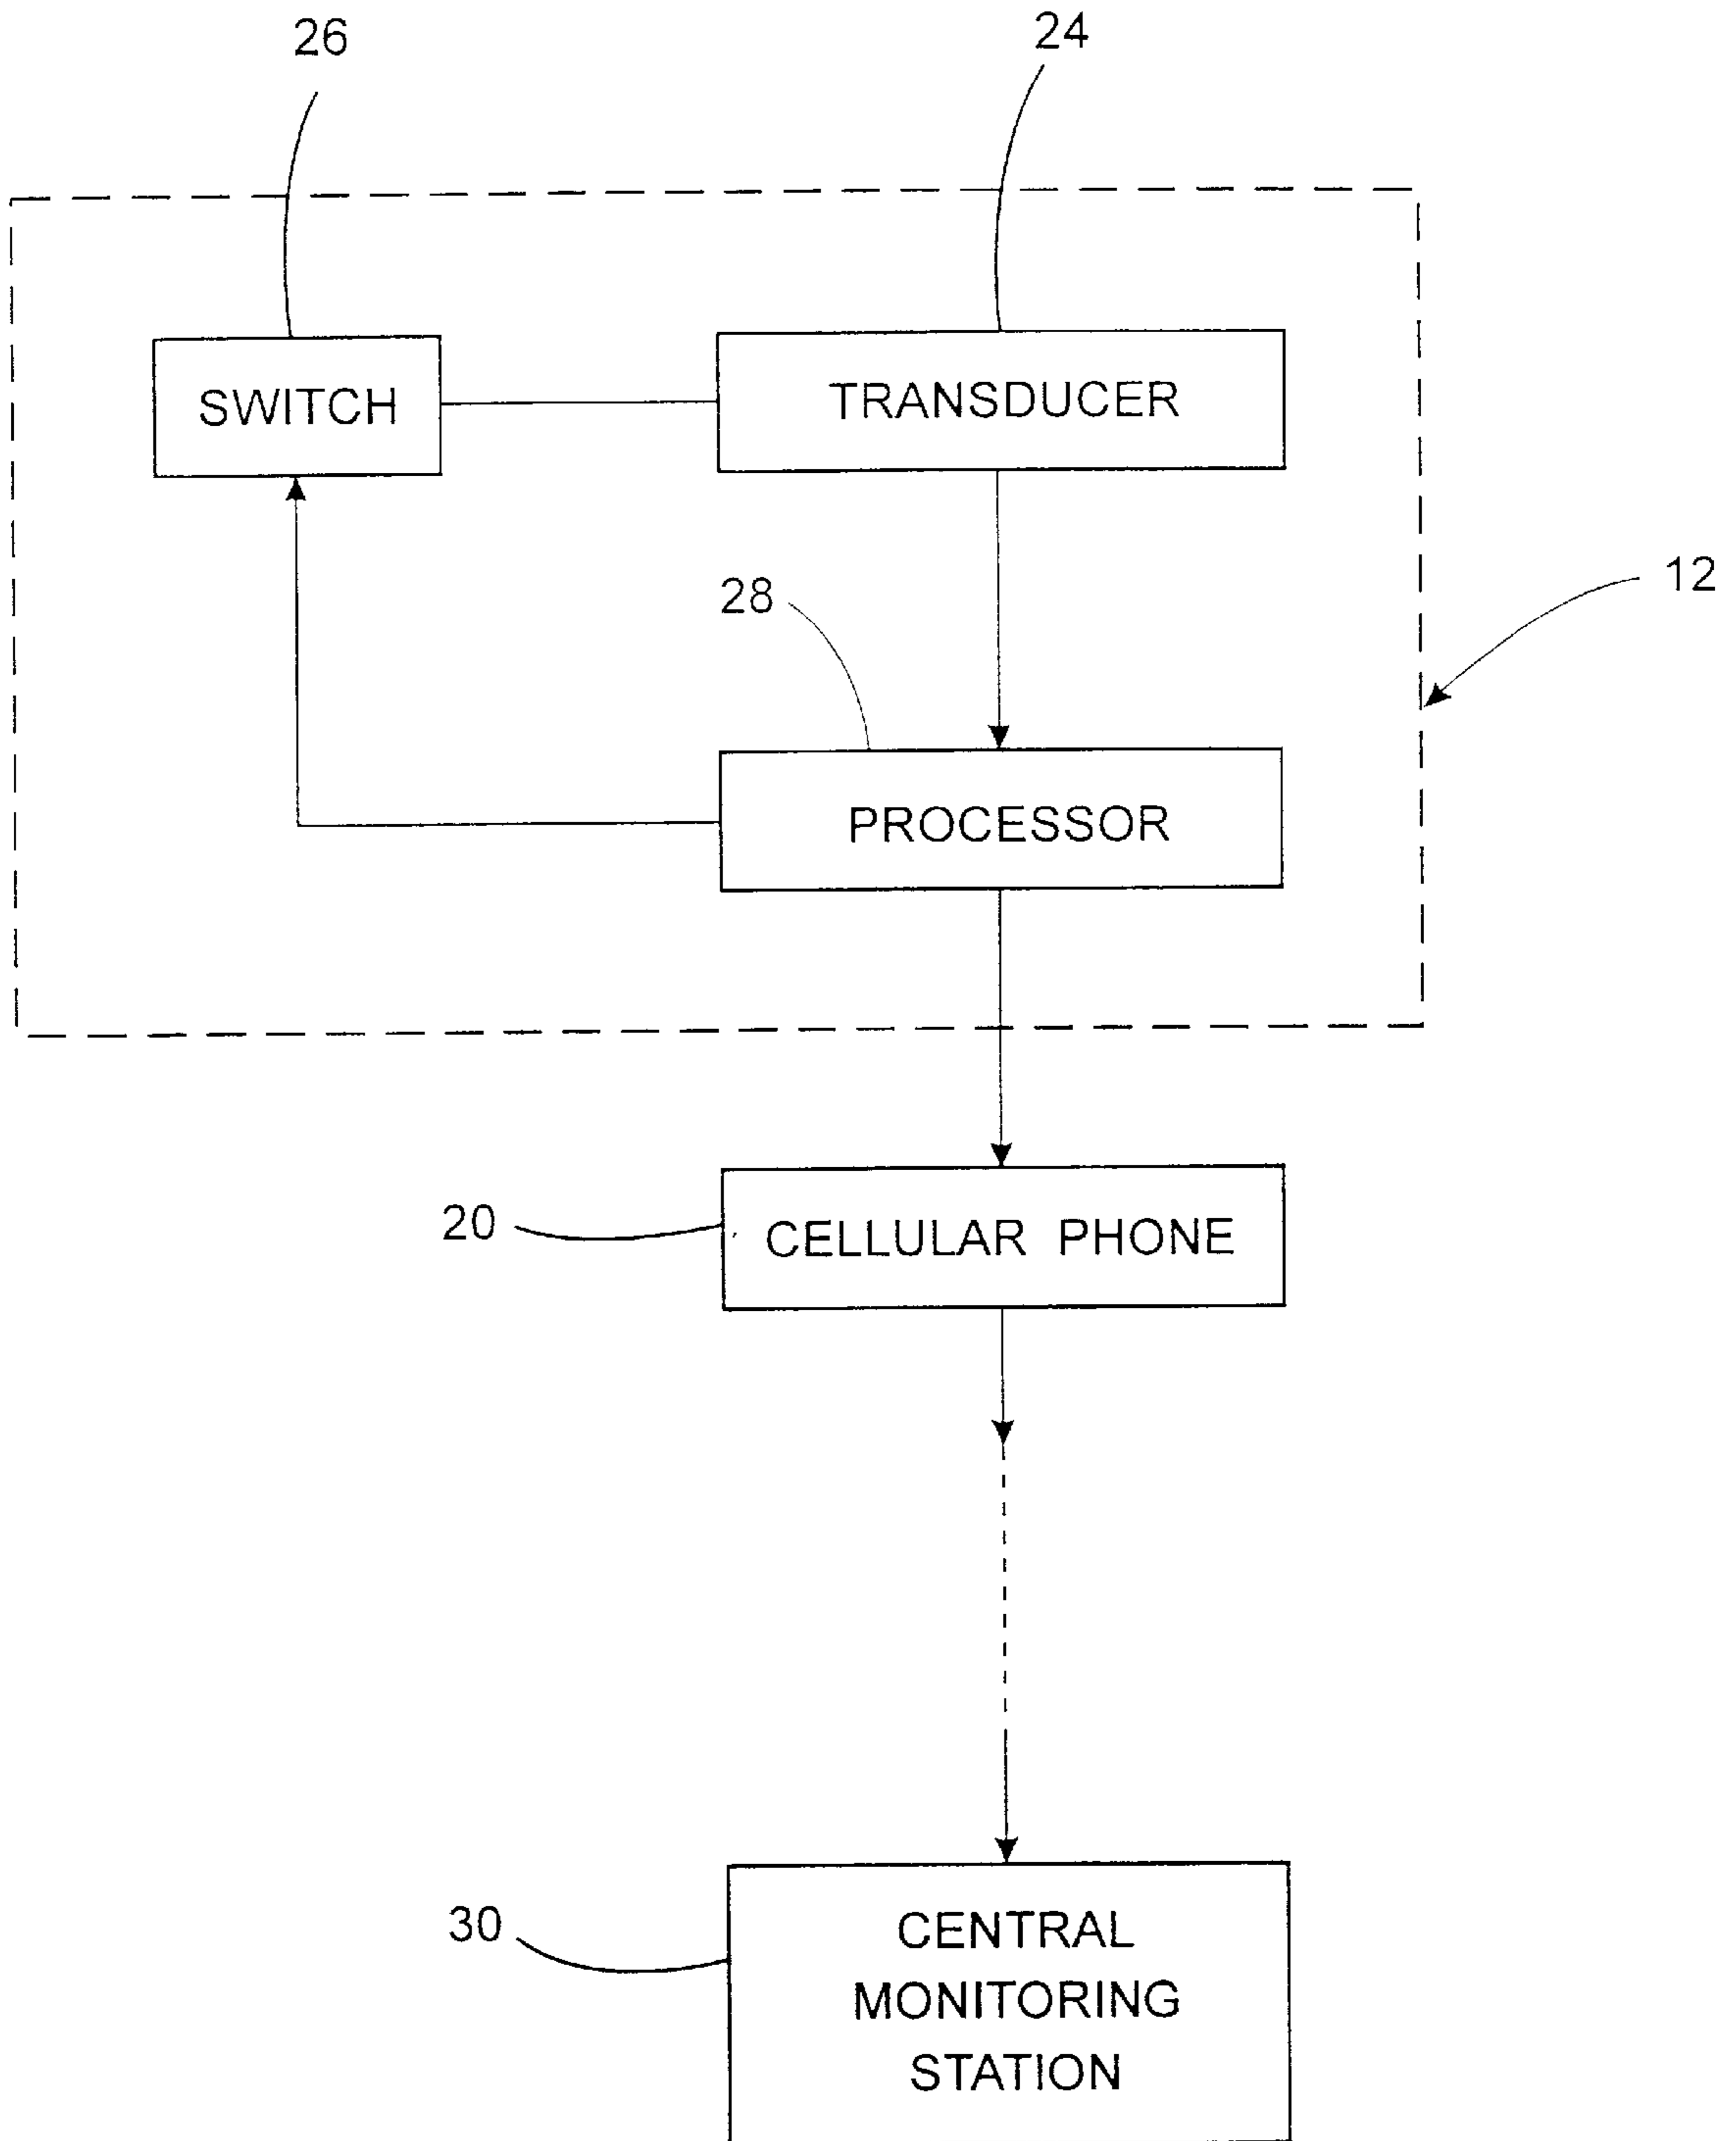 26
24
SWITCH
TRANSDUCER
12
28
PROCESSOR
20
CELLULAR PHONE
30
CENTRAL
MONITORING
STATION